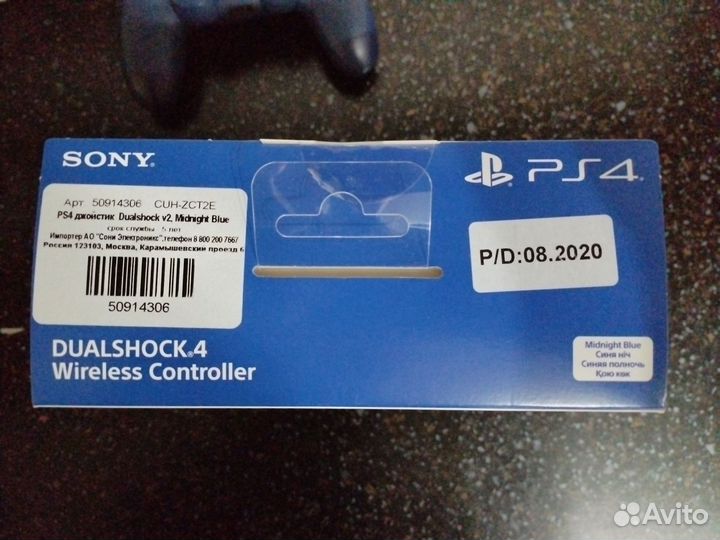 SONY
PS4
Арт 50914306 CUH-ZCT2E
PS4 джойстик Dualshock v2, Midnight Blue
срок службы - 5 лет
Импортер АО "Сони Электроникс",телефон 8 800 200 7667
Россия 123103, Москва, Карамышевский проезд 6
50914306
P/D:08.2020
DUALSHOCK®4
Wireless Controller
Midnight Blue
Синя ніч
Синяя полночь
Қою көк
Avito